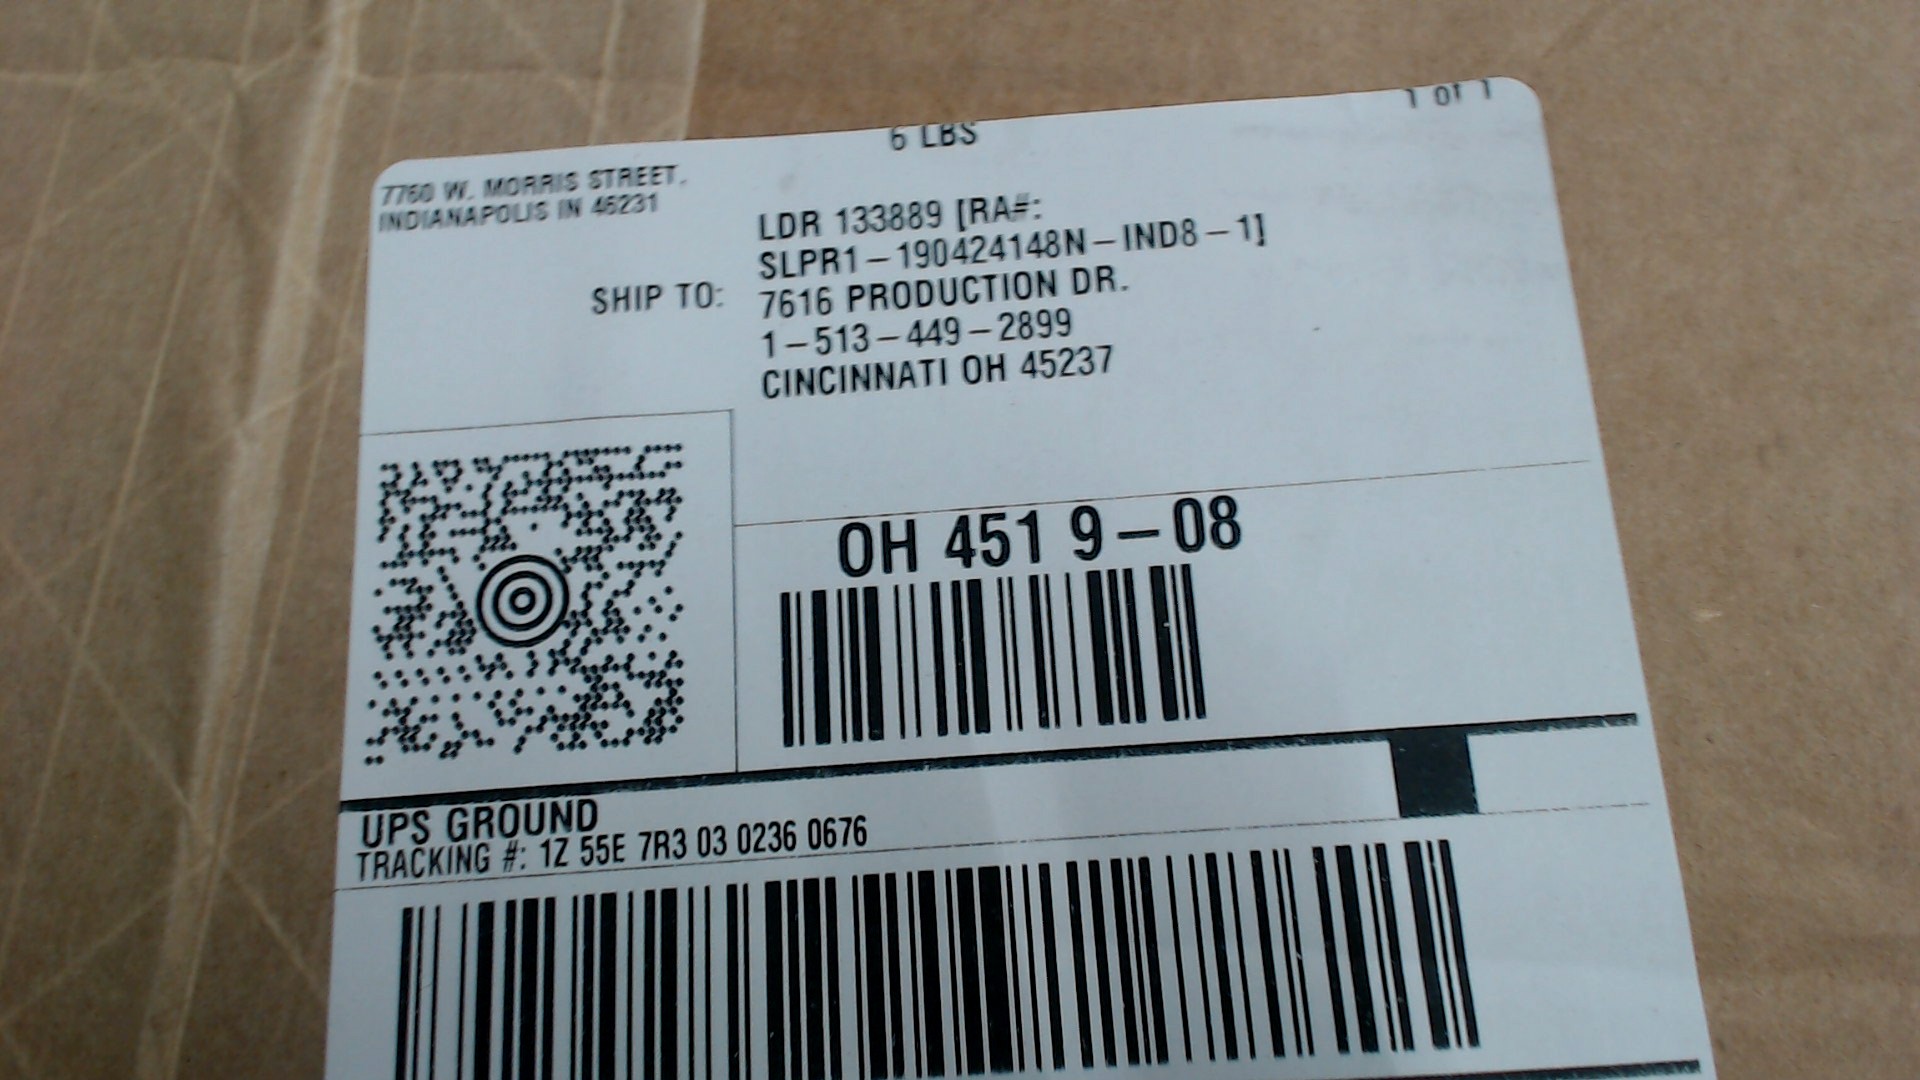 1 of 1
6 LBS
7760 W. MORRIS STREET.
INDIANAPOLIS IN 46231
LDR 133889 [RA#:
SLPR1-190424148N-IND8-1]
SHIP TO: 7616 PRODUCTION DR.
1-513-449-2899
CINCINNATI OH 45237
OH 451 9-08
UPS GROUND
TRACKING #: 1Z 55E 7R3 03 0236 0676